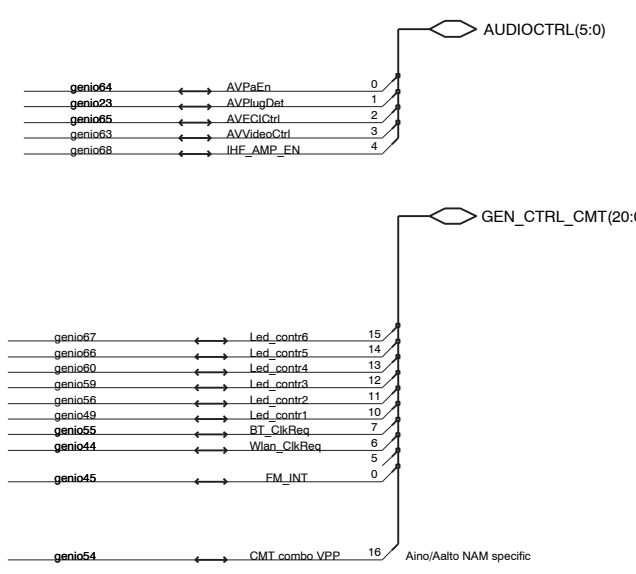 AUDIOCTRL(5:0)
genio64 AVPaEn 0
genio23 AVPlugDet 1
genio65 AVECICtrl 2
genio63 AVVideoCtrl 3
genio68 IHF_AMP_EN 4
GEN_CTRL_CMT(20:0
genio67 Led_contr6 15
genio66 Led_contr5 14
genio60 Led_contr4 13
genio59 Led_contr3 12
genio56 Led_contr2 11
genio49 Led_contr1 10
genio55 BT_ClkReq 7
genio44 Wlan_ClkReq 6
5
genio45 FM_INT 0
genio54 CMT combo VPP 16 Aino/Aalto NAM specific